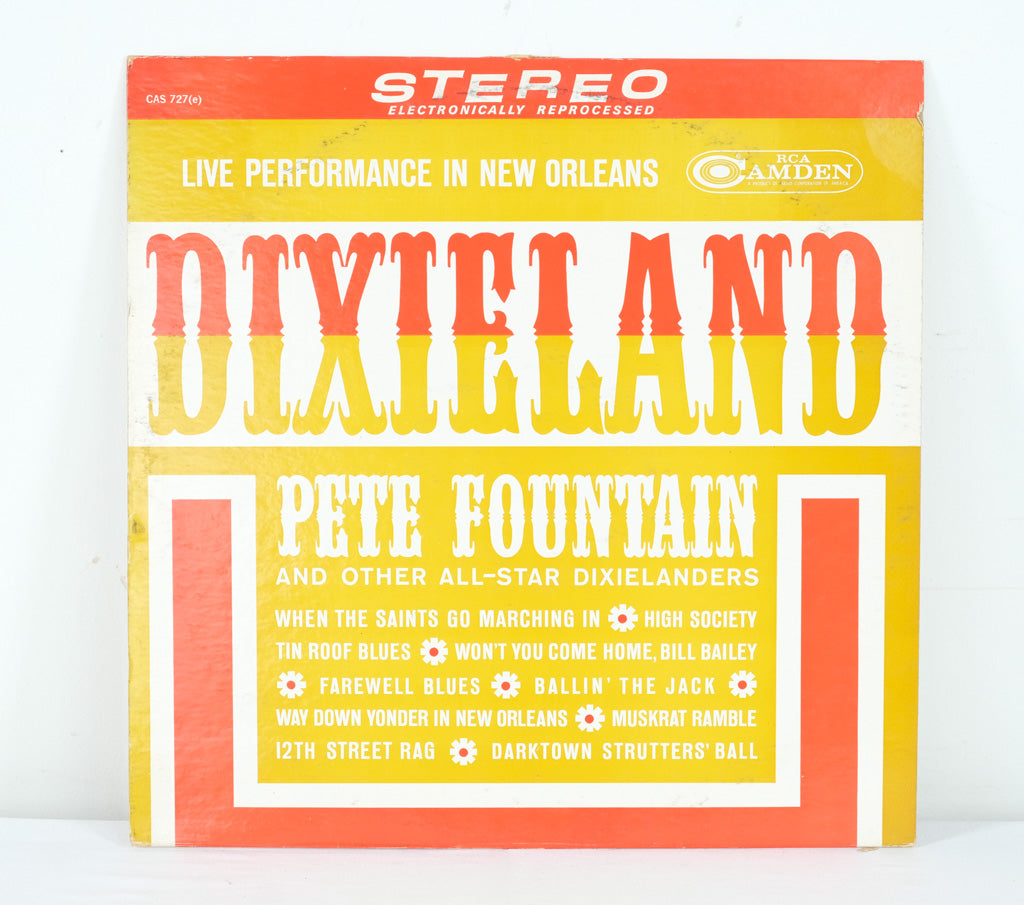 STEREO
CAS 727(e)
ELECTRONICALLY REPROCESSED
LIVE PERFORMANCE IN NEW ORLEANS
RCA
CAMDEN
DIXIELAND
PETE FOUNTAIN
AND OTHER ALL-STAR DIXIELANDERS
WHEN THE SAINTS GO MARCHING IN HIGH SOCIETY
TIN ROOF BLUES WON'T YOU COME HOME, BILL BAILEY
FAREWELL BLUES BALLIN' THE JACK
WAY DOWN YONDER IN NEW ORLEANS MUSKRAT RAMBLE
12TH STREET RAG DARKTOWN STRUTTERS' BALL